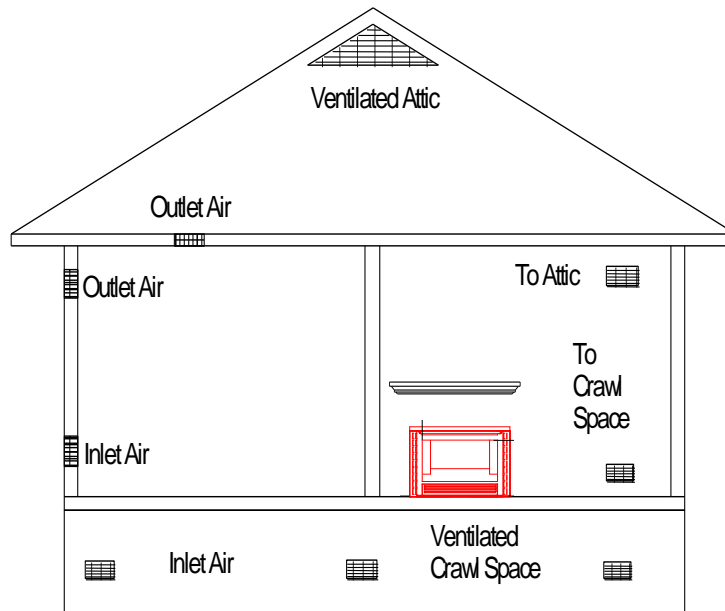 Ventilated Attic
Outlet Air
Outlet Air
To Attic
To
Crawl
Space
Inlet Air
Inlet Air
Ventilated
Crawl Space